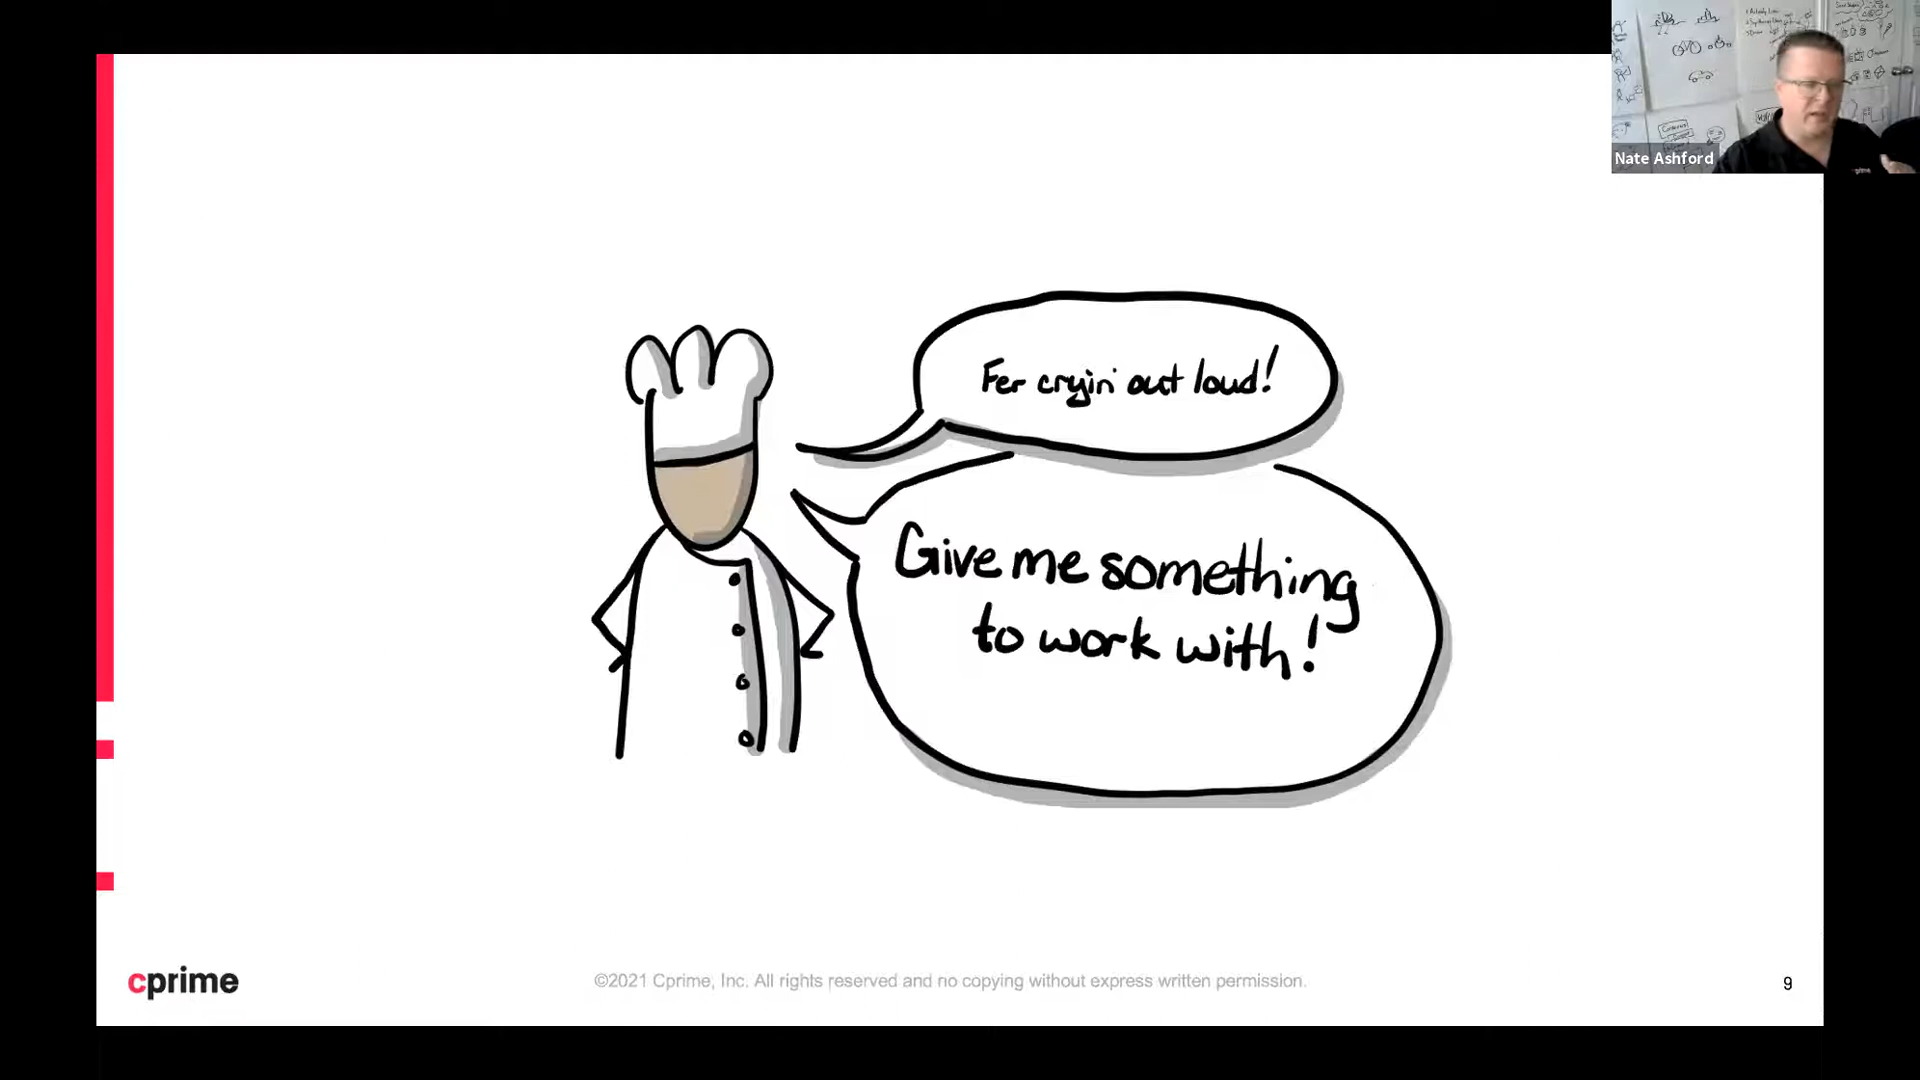 Nate Ashford
Fer cryin' out loud!
Give me something
to work with!
cprime
©2021 Cprime, Inc. All rights reserved and no copying without express written permission.
9